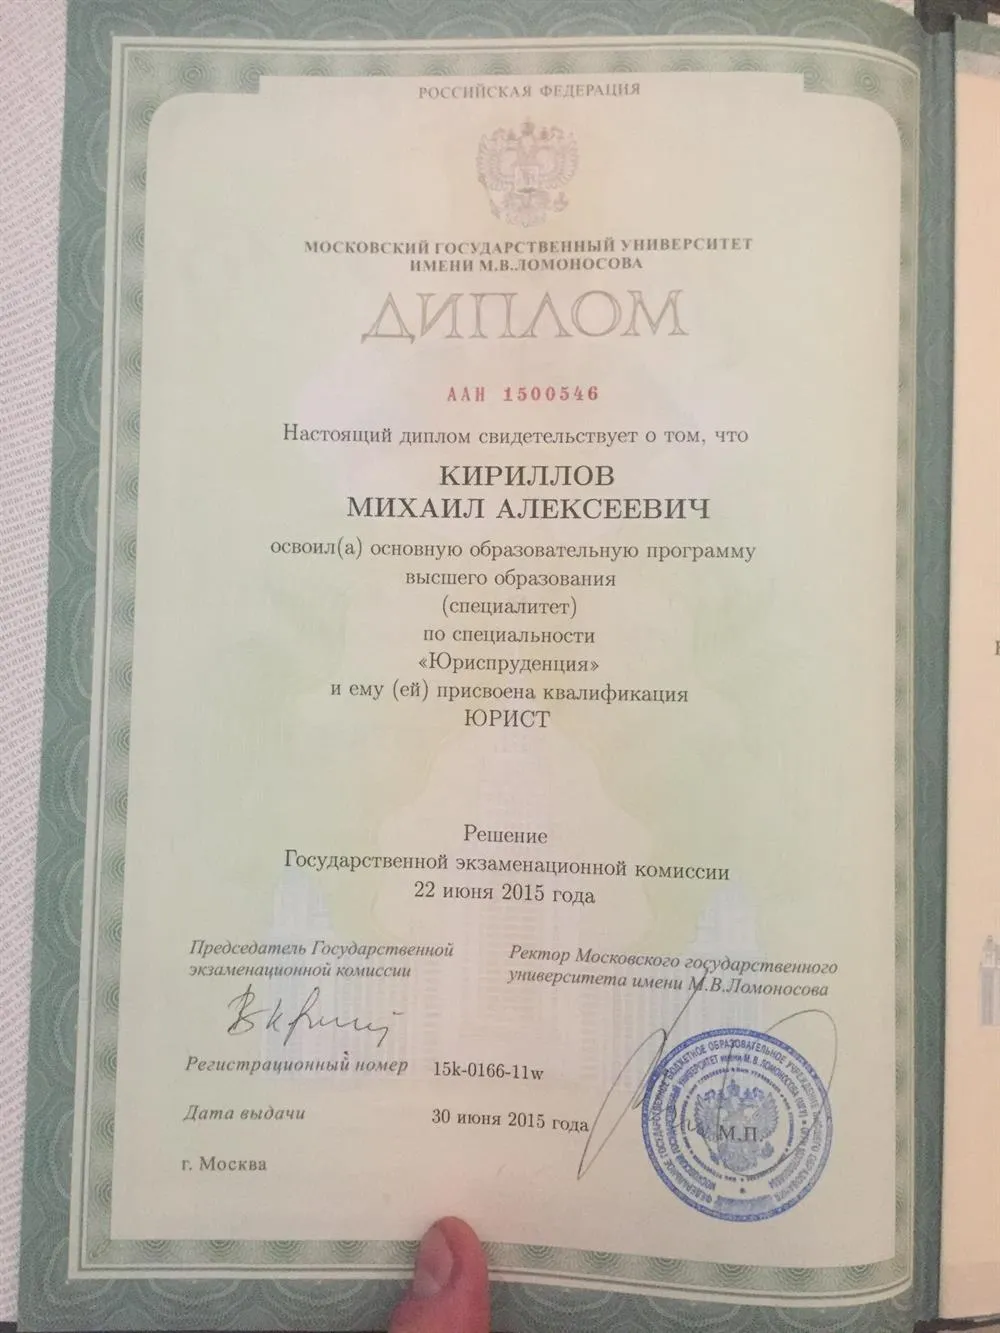 РОССИЙСКАЯ ФЕДЕРАЦИЯ
МОСКОВСКИЙ ГОСУДАРСТВЕННЫЙ УНИВЕРСИТЕТ
ИМЕНИ М.В.ЛОМОНОСОВА
ДИПЛОМ
ААН 1500546
Настоящий диплом свидетельствует о том, что
КИРИЛЛОВ
МИХАИЛ АЛЕКСЕЕВИЧ
освоил(а) основную образовательную программу
высшего образования
(специалитет)
по специальности
«Юриспруденция»
и ему (ей) присвоена квалификация
ЮРИСТ
Решение
Государственной экзаменационной комиссии
22 июня 2015 года
Председатель Государственной
экзаменационной комиссии
Ректор Московского государственного
университета имени М.В.Ломоносова
Регистрационный номер 15k-0166-11w
Дата выдачи 30 июня 2015 года
М.П.
г. Москва